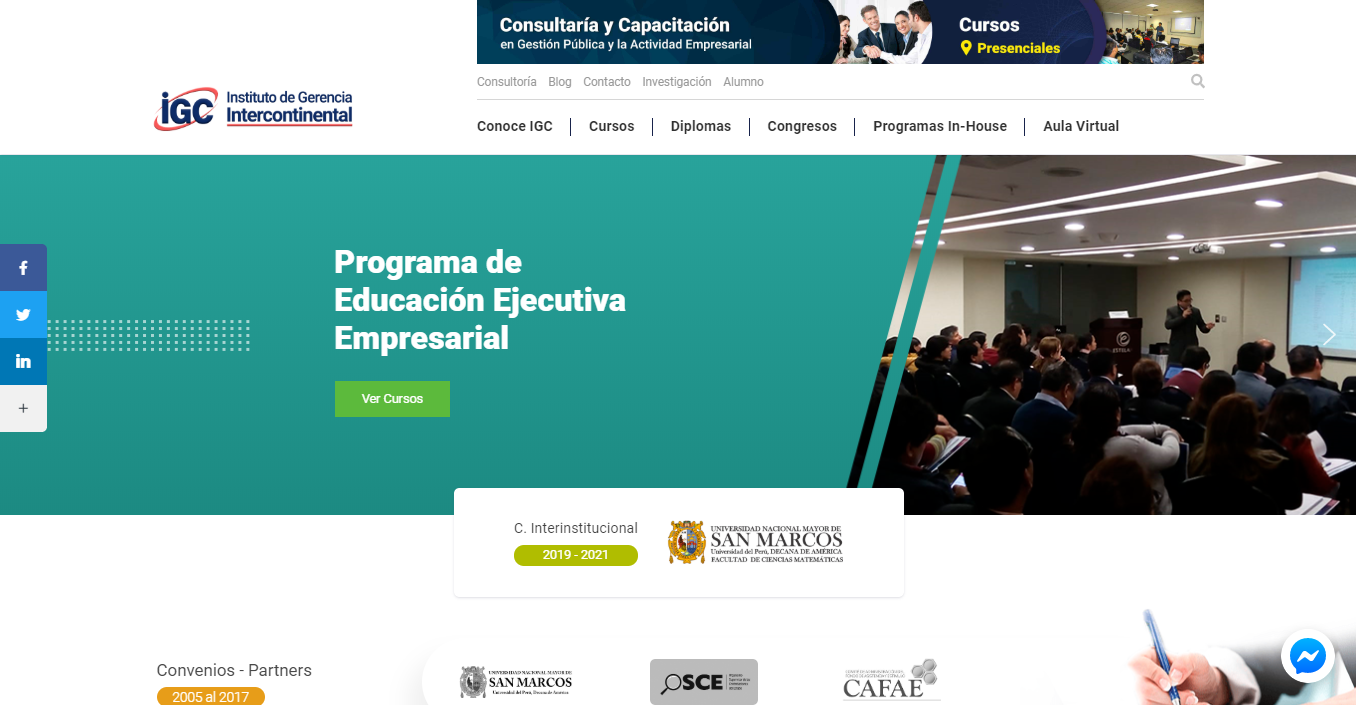 Consultaría y Capacitación
en Gestión Pública y la Actividad Empresarial
Cursos
Presenciales
Consultoría Blog Contacto Investigación Alumno
iGC Instituto de Gerencia
Intercontinental
Conoce IGC Cursos Diplomas Congresos Programas In-House Aula Virtual
Programa de
Educación Ejecutiva
Empresarial
Ver Cursos
C. Interinstitucional
2019 - 2021
UNIVERSIDAD NACIONAL MAYOR DE
SAN MARCOS
Universidad del Perú, DECANA DE AMÉRICA
FACULTAD DE CIENCIAS MATEMÁTICAS
Convenios - Partners
2005 al 2017
UNIVERSIDAD NACIONAL MAYOR DE
SAN MARCOS
Universidad del Perú, Decana de América
OSCE
CAFAE